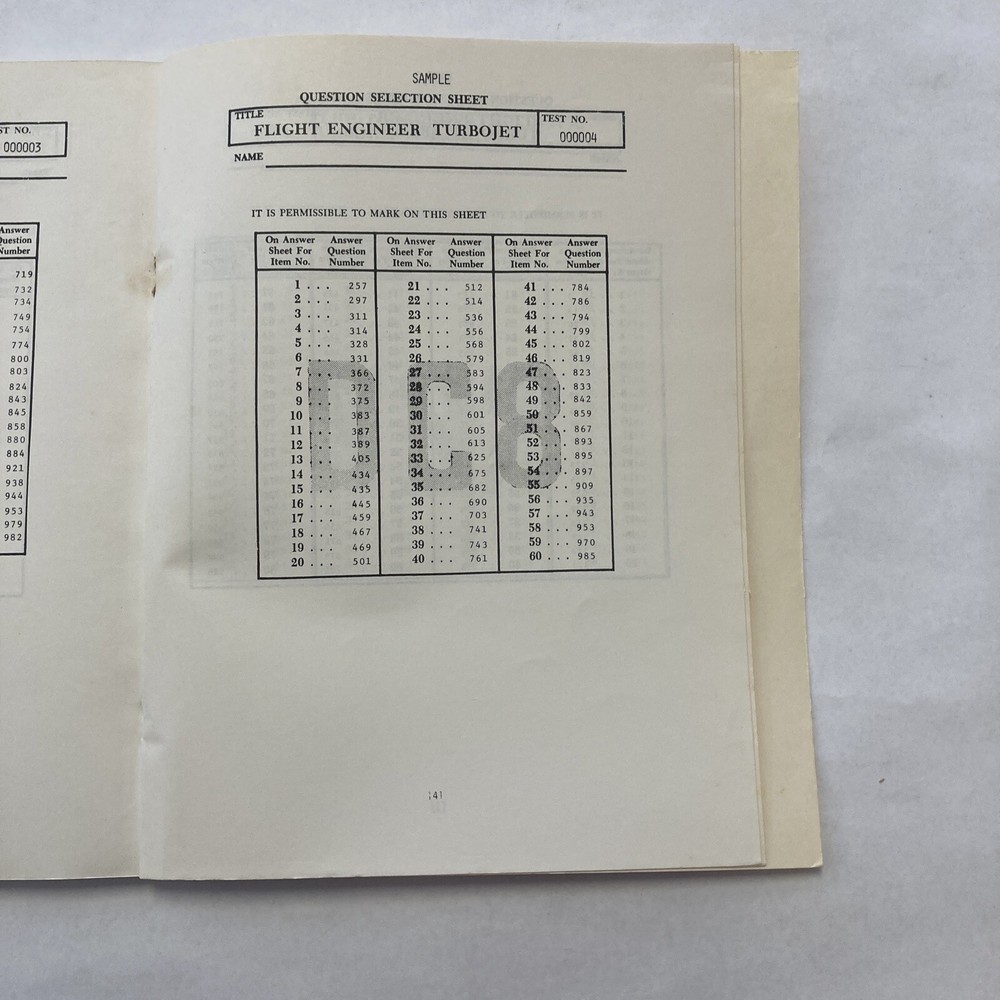 ST NO.
000003
Answer
Question
Number
719
732
734
749
754
774
800
803
824
843
845
858
880
884
921
938
944
953
979
982
SAMPLE
QUESTION SELECTION SHEET
TITLE
FLIGHT ENGINEER TURBOJET
TEST NO.
000004
NAME
IT IS PERMISSIBLE TO MARK ON THIS SHEET
On Answer Answer On Answer Answer On Answer Answer
Sheet For Question Sheet For Question Sheet For Question
Item No. Number Item No. Number Item No. Number
1 . . . 257 21 . . . 512 41 . . . 784
2 . . . 297 22 . . . 514 42 . . . 786
3 . . . 311 23 . . . 536 43 . . . 794
4 . . . 314 24 . . . 556 44 . . . 799
5 . . . 328 25 . . . 568 45 . . . 802
6 . . . 331 26 . . . 579 46 . . . 819
7 . . . 366 27 . . . 583 47 . . . 823
8 . . . 372 28 . . . 594 48 . . . 833
9 . . . 375 29 . . . 598 49 . . . 842
10 . . . 383 30 . . . 601 50 . . . 859
11 . . . 387 31 . . . 605 51 . . . 867
12 . . . 389 32 . . . 613 52 . . . 893
13 . . . 405 33 . . . 625 53 . . . 895
14 . . . 434 34 . . . 675 54 . . . 897
15 . . . 435 35 . . . 682 55 . . . 909
16 . . . 445 36 . . . 690 56 . . . 935
17 . . . 459 37 . . . 703 57 . . . 943
18 . . . 467 38 . . . 741 58 . . . 953
19 . . . 469 39 . . . 743 59 . . . 970
20 . . . 501 40 . . . 761 60 . . . 985
DC8